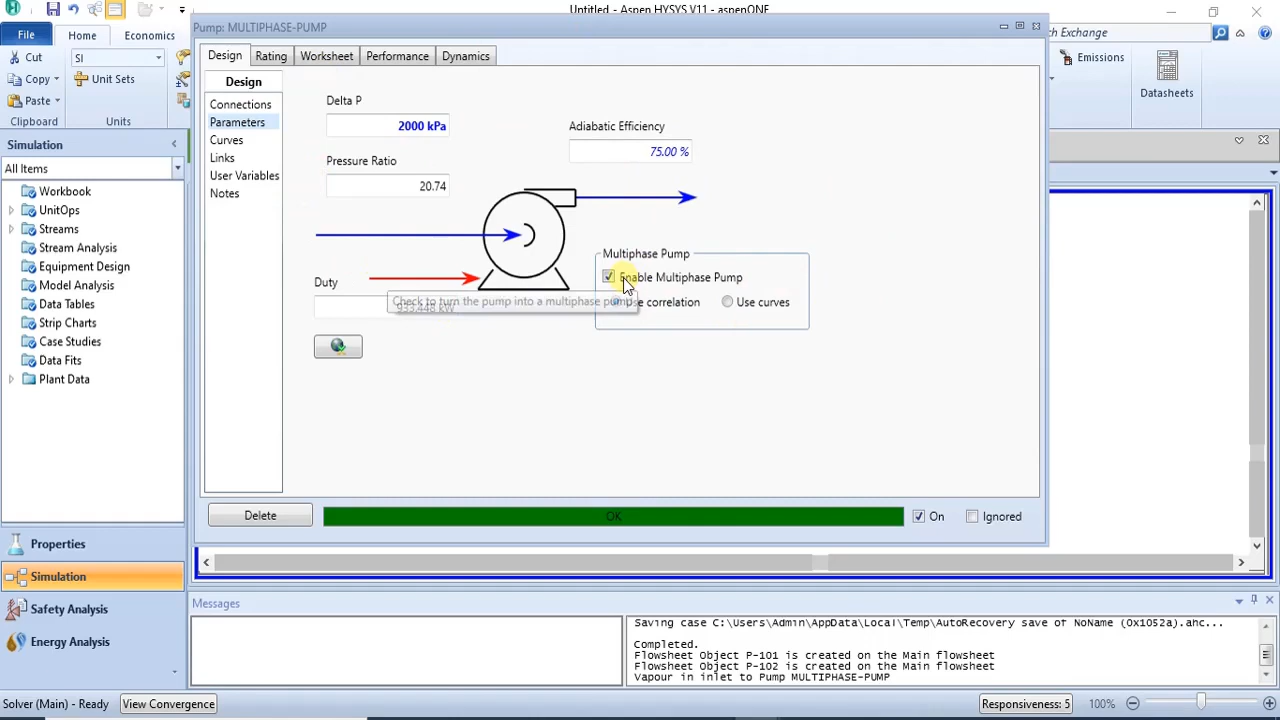 Untitled - Aspen HYSYS V11 - aspenONE
File
Home
Economics
ch Exchange
Cut
SI
Copy
Unit Sets
Paste
Clipboard
Units
Emissions
Datasheets
Simulation
All Items
Workbook
UnitOps
Streams
Stream Analysis
Equipment Design
Model Analysis
Data Tables
Strip Charts
Case Studies
Data Fits
Plant Data
Properties
Simulation
Safety Analysis
Energy Analysis
Pump: MULTIPHASE-PUMP
Design
Rating
Worksheet
Performance
Dynamics
Design
Connections
Parameters
Curves
Links
User Variables
Notes
Delta P
2000 kPa
Adiabatic Efficiency
75.00 %
Pressure Ratio
20.74
Multiphase Pump
Enable Multiphase Pump
Duty
Check to turn the pump into a multiphase pump
933.448 kW
correlation
Use curves
Delete
OK
On
Ignored
Messages
Saving case C:\Users\Admin\AppData\Local\Temp\AutoRecovery save of NoName (0x1052a).ahc...
Completed.
Flowsheet Object P-101 is created on the Main flowsheet
Flowsheet Object P-102 is created on the Main flowsheet
Vapour in inlet to Pump MULTIPHASE-PUMP
Solver (Main) - Ready
View Convergence
Responsiveness: 5
100%